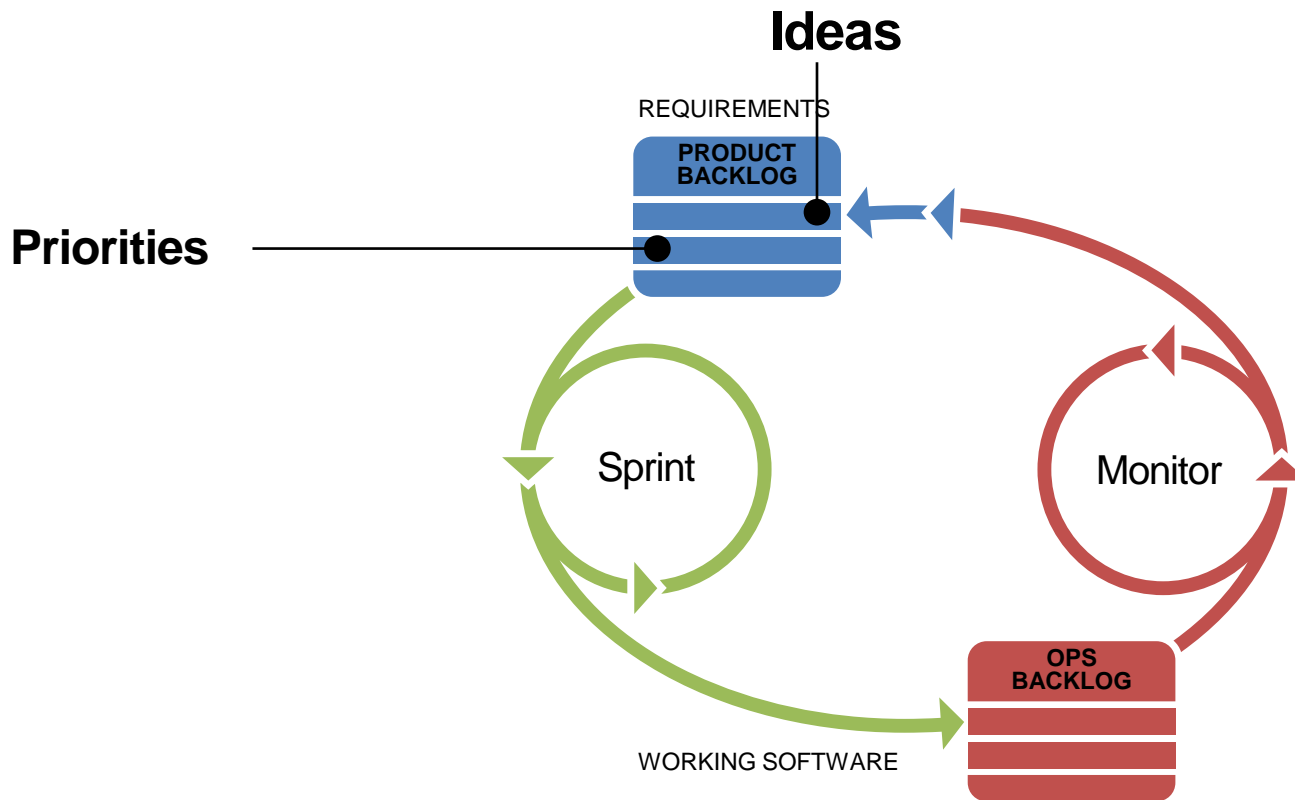 Ideas
REQUIREMENTS
PRODUCT
BACKLOG
Priorities
Sprint
Monitor
OPS
BACKLOG
WORKING SOFTWARE